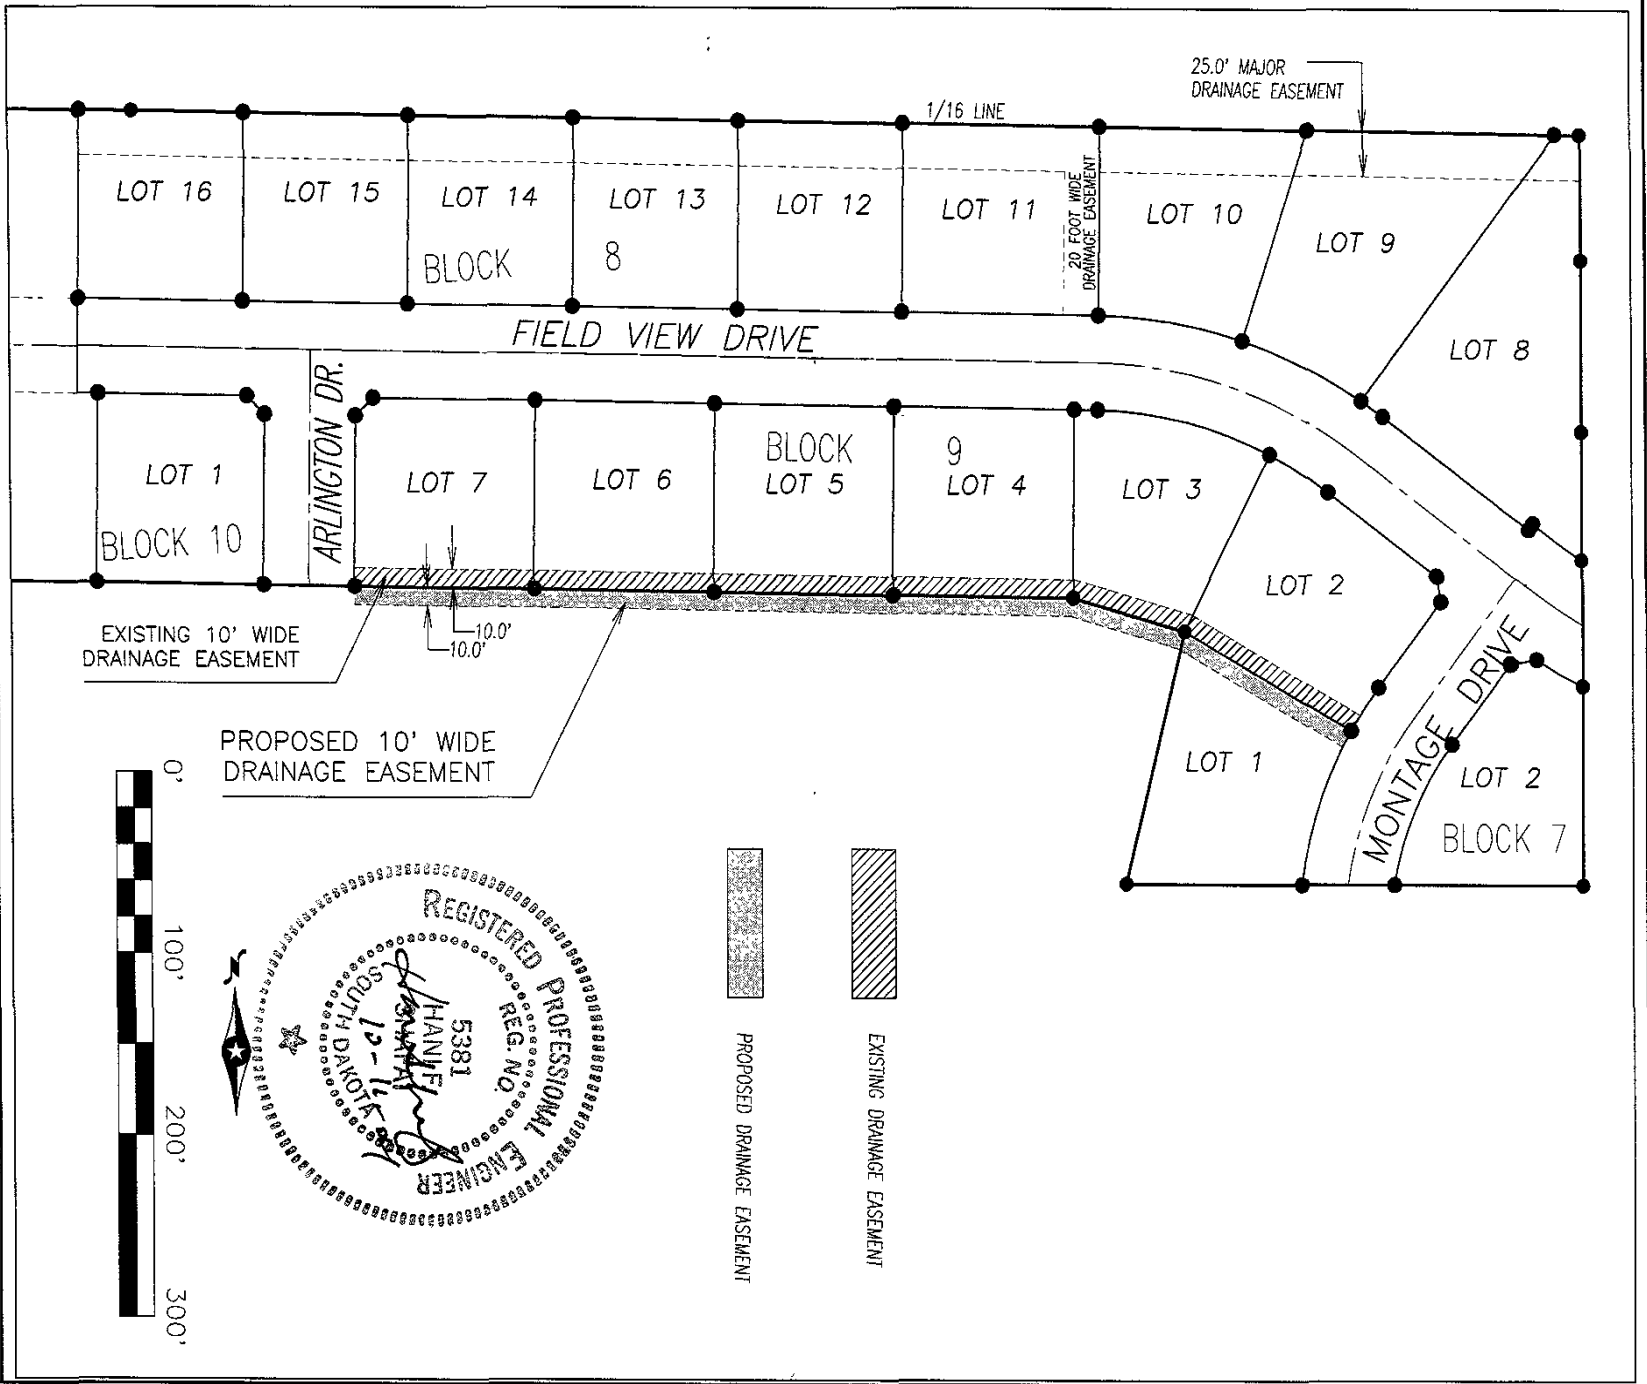 25.0' MAJOR
DRAINAGE EASEMENT
1/16 LINE
LOT 16
LOT 15
LOT 14
LOT 13
LOT 12
LOT 11
20 FOOT WIDE
DRAINAGE EASEMENT
LOT 10
LOT 9
LOT 8
BLOCK 8
FIELD VIEW DRIVE
ARLINGTON DR.
LOT 1
BLOCK 10
LOT 7
LOT 6
BLOCK 9
LOT 5
LOT 4
LOT 3
LOT 2
10.0'
10.0'
EXISTING 10' WIDE
DRAINAGE EASEMENT
PROPOSED 10' WIDE
DRAINAGE EASEMENT
LOT 1
MONTAGE DRIVE
LOT 2
BLOCK 7
0'
100'
200'
300'
REGISTERED PROFESSIONAL ENGINEER
REG. NO.
5381
HANIF
SOUTH DAKOTA
PROPOSED DRAINAGE EASEMENT
EXISTING DRAINAGE EASEMENT